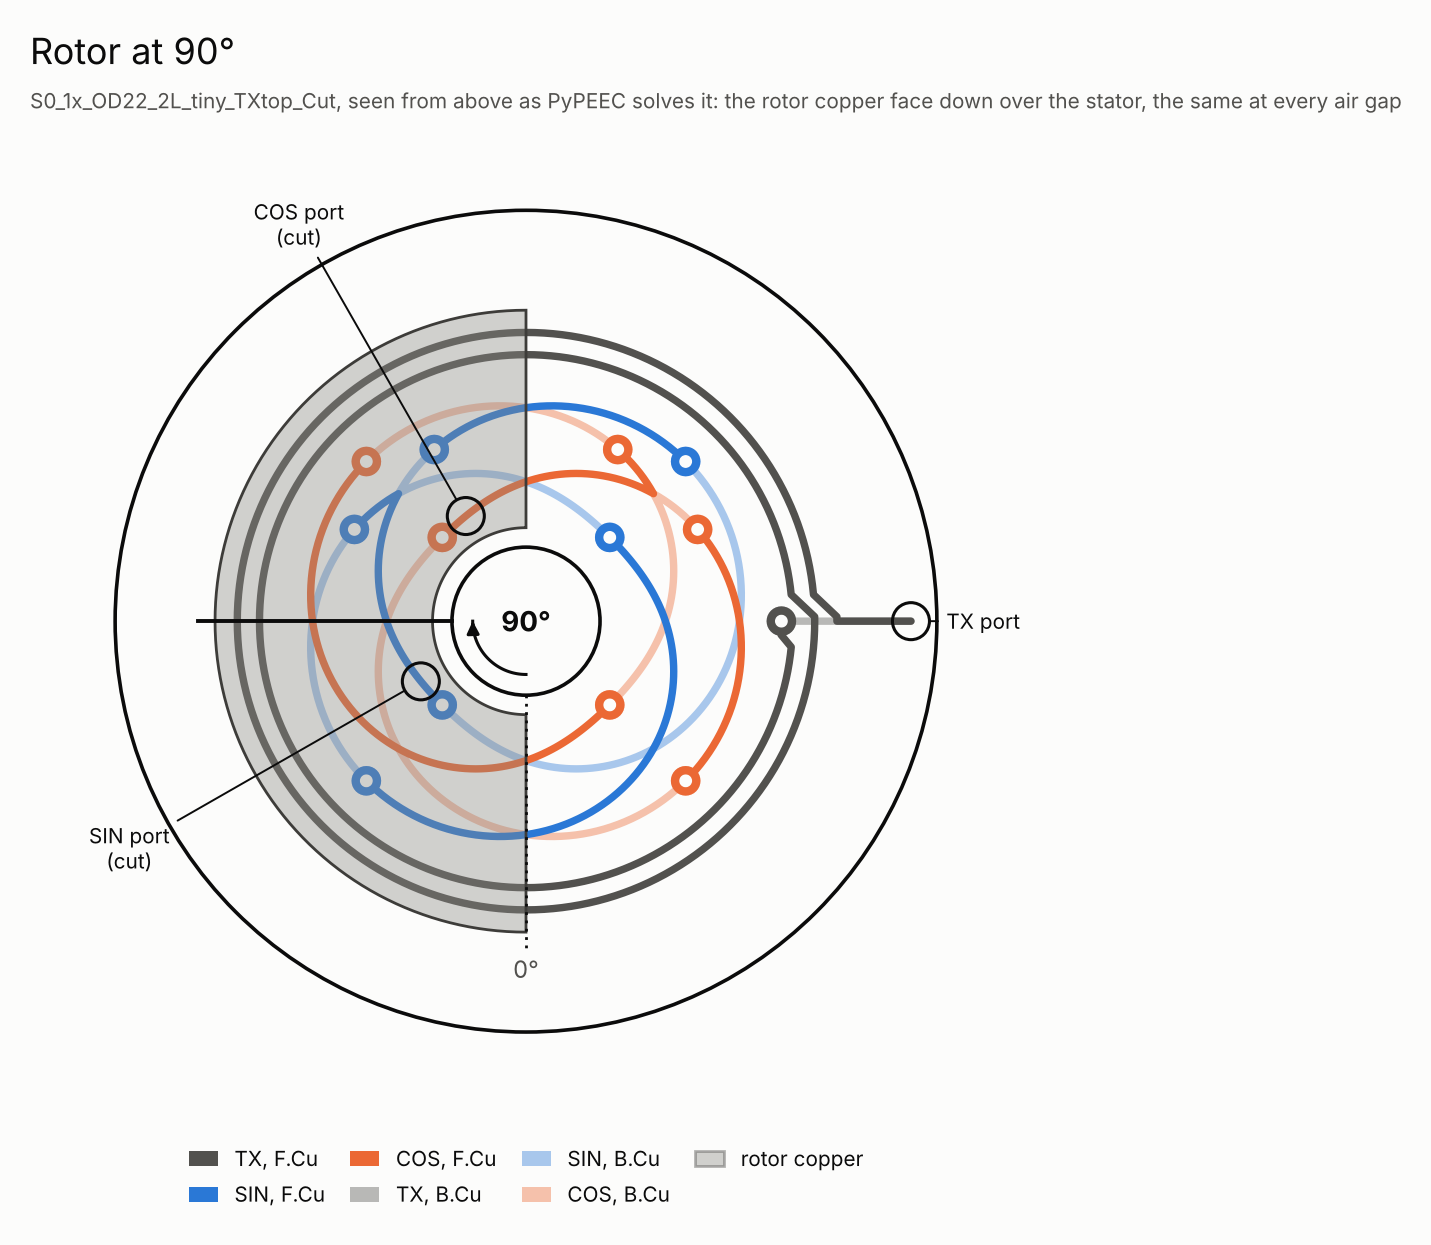 Rotor at 90°
S0_1x_OD22_2L_tiny_TXtop_Cut, seen from above as PyPEEC solves it: the rotor copper face down over the stator, the same at every air gap
COS port
(cut)
90°
TX port
SIN port
(cut)
0°
TX, F.Cu
COS, F.Cu
SIN, B.Cu
rotor copper
SIN, F.Cu
TX, B.Cu
COS, B.Cu